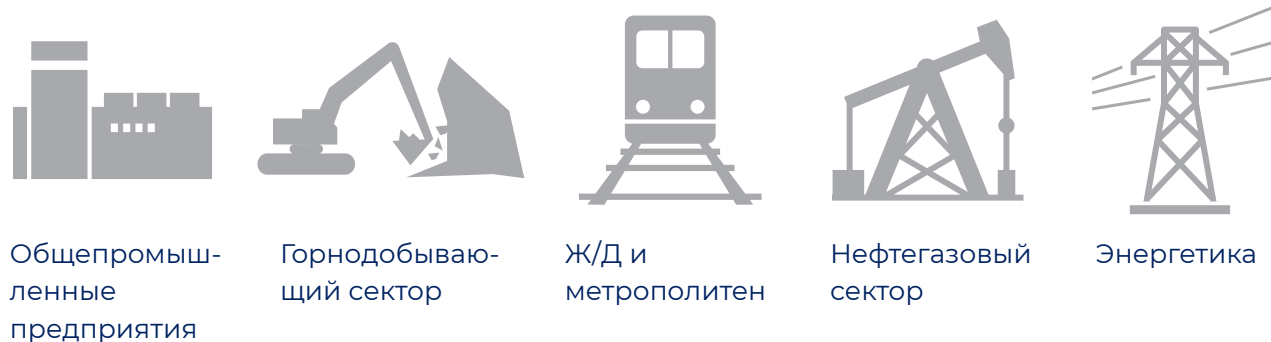 Общепромыш-
ленные
предприятия
Горнодобываю-
щий сектор
Ж/Д и
метрополитен
Нефтегазовый
сектор
Энергетика